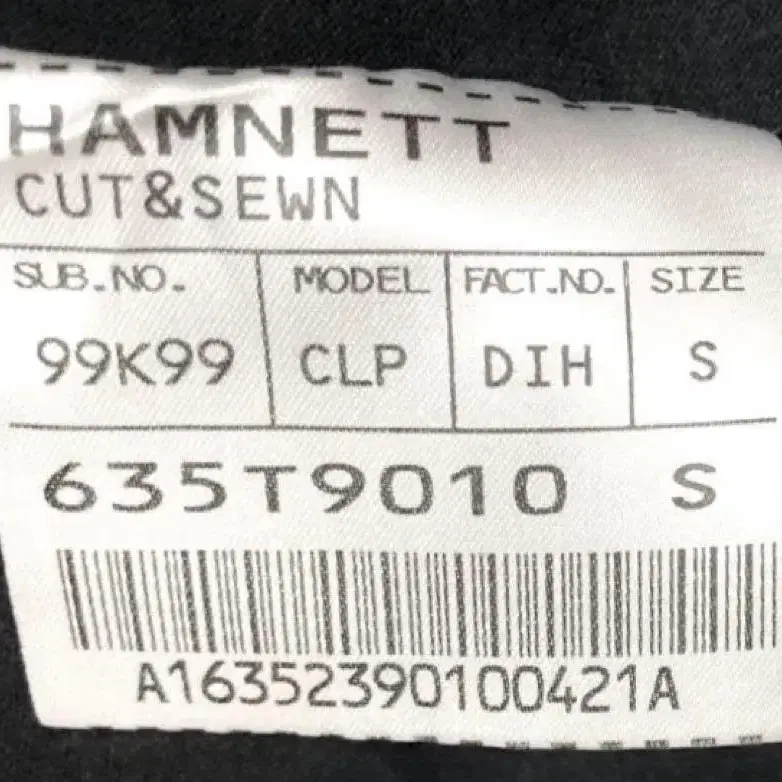 HAMNETT
CUT&SEWN
SUB.NO. MODEL FACT.NO. SIZE
99K99 CLP DIH S
635T9010 S
A16352390100421A